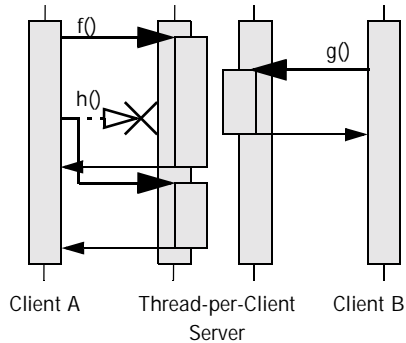 f()
g()
h()
Client A
Thread-per-Client
Server
Client B